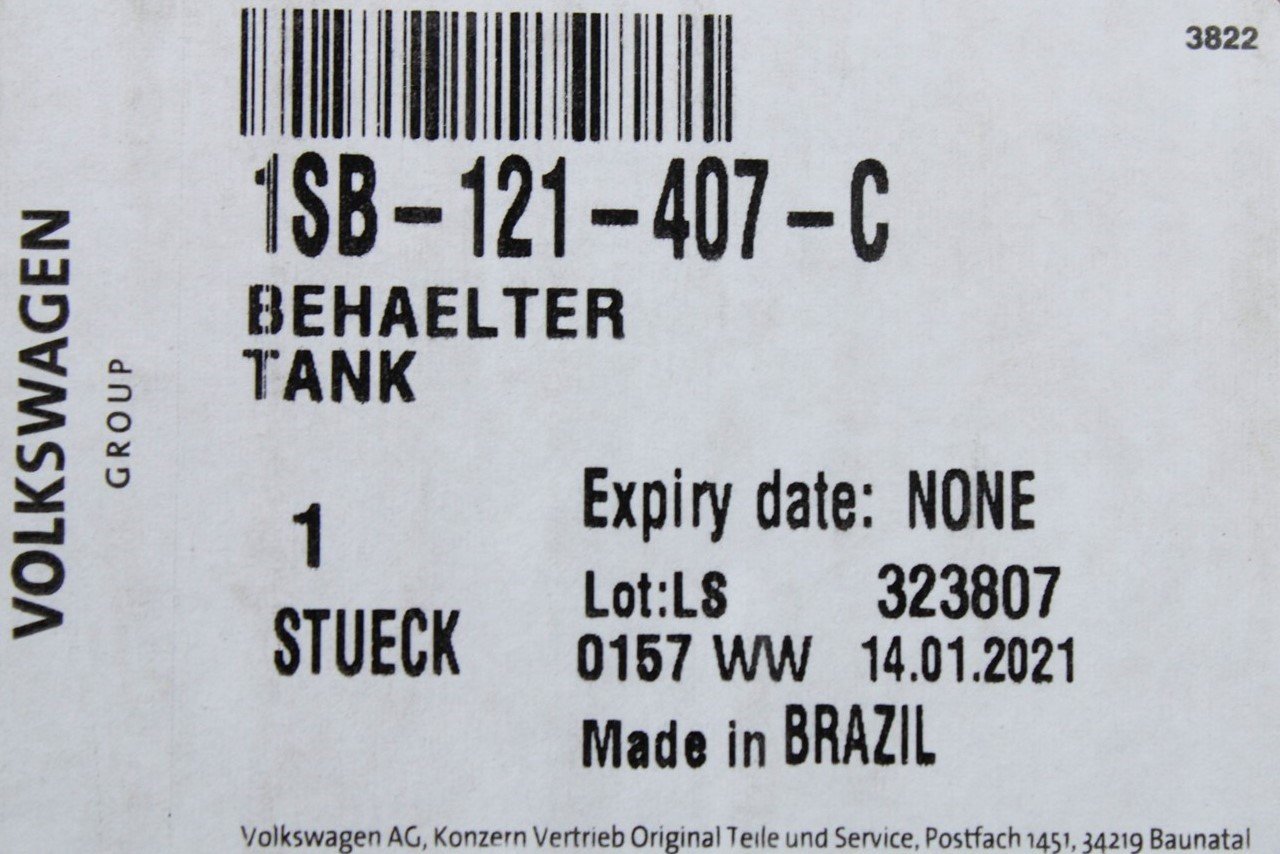 3822
1SB-121-407-C
BEHAELTER
TANK
VOLKSWAGEN
GROUP
1
STUECK
Expiry date: NONE
Lot:LS 323807
0157 WW 14.01.2021
Made in BRAZIL
Volkswagen AG, Konzern Vertrieb Original Teile und Service, Postfach 1451, 34219 Baunatal